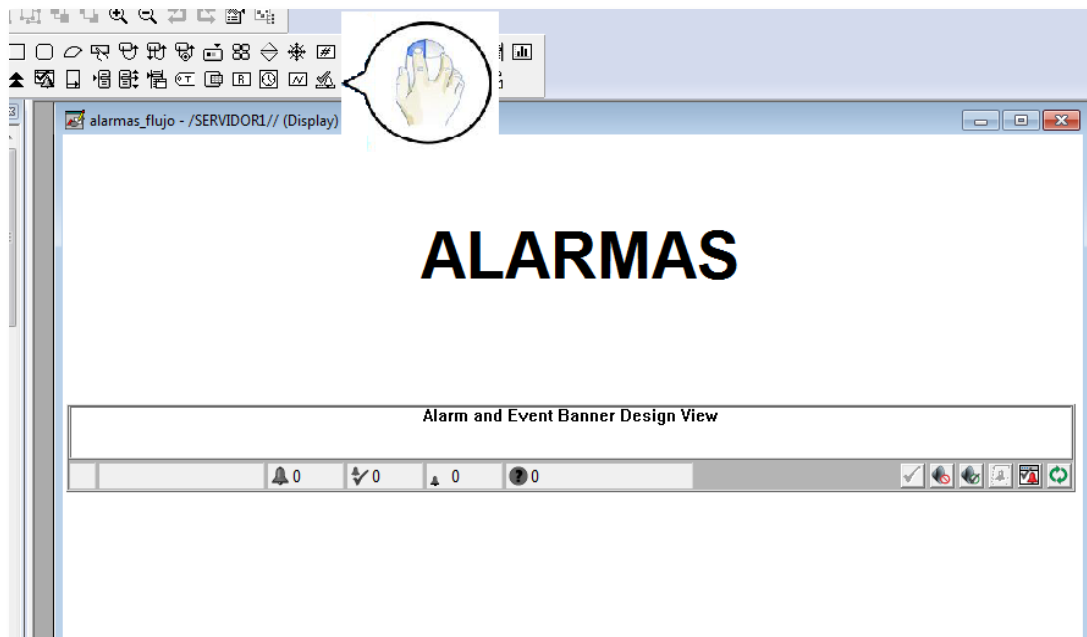 alarmas_flujo - /SERVIDOR1// (Display)
ALARMAS
Alarm and Event Banner Design View
0 0 0 0